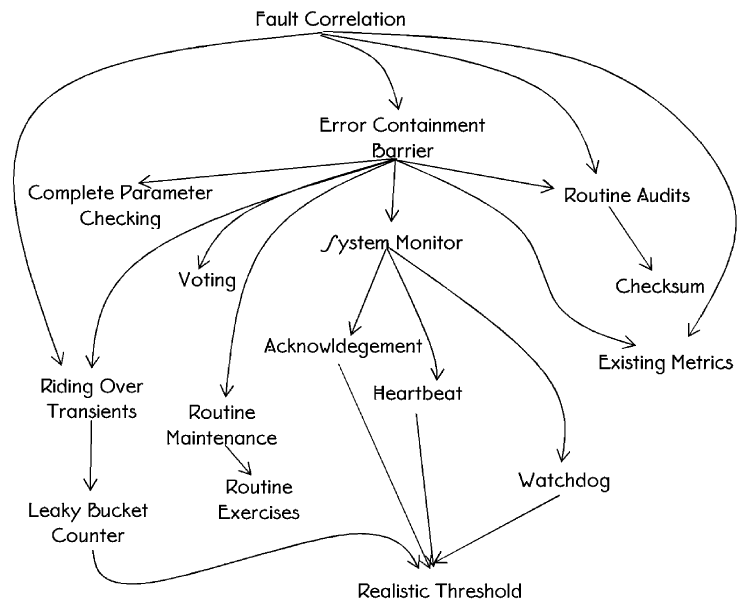 Fault Correlation
Error Containment
Barrier
Complete Parameter
Checking
Routine Audits
System Monitor
Voting
Checksum
Acknowldegement
Existing Metrics
Riding Over
Transients
Heartbeat
Routine
Maintenance
Watchdog
Routine
Exercises
Leaky Bucket
Counter
Realistic Threshold